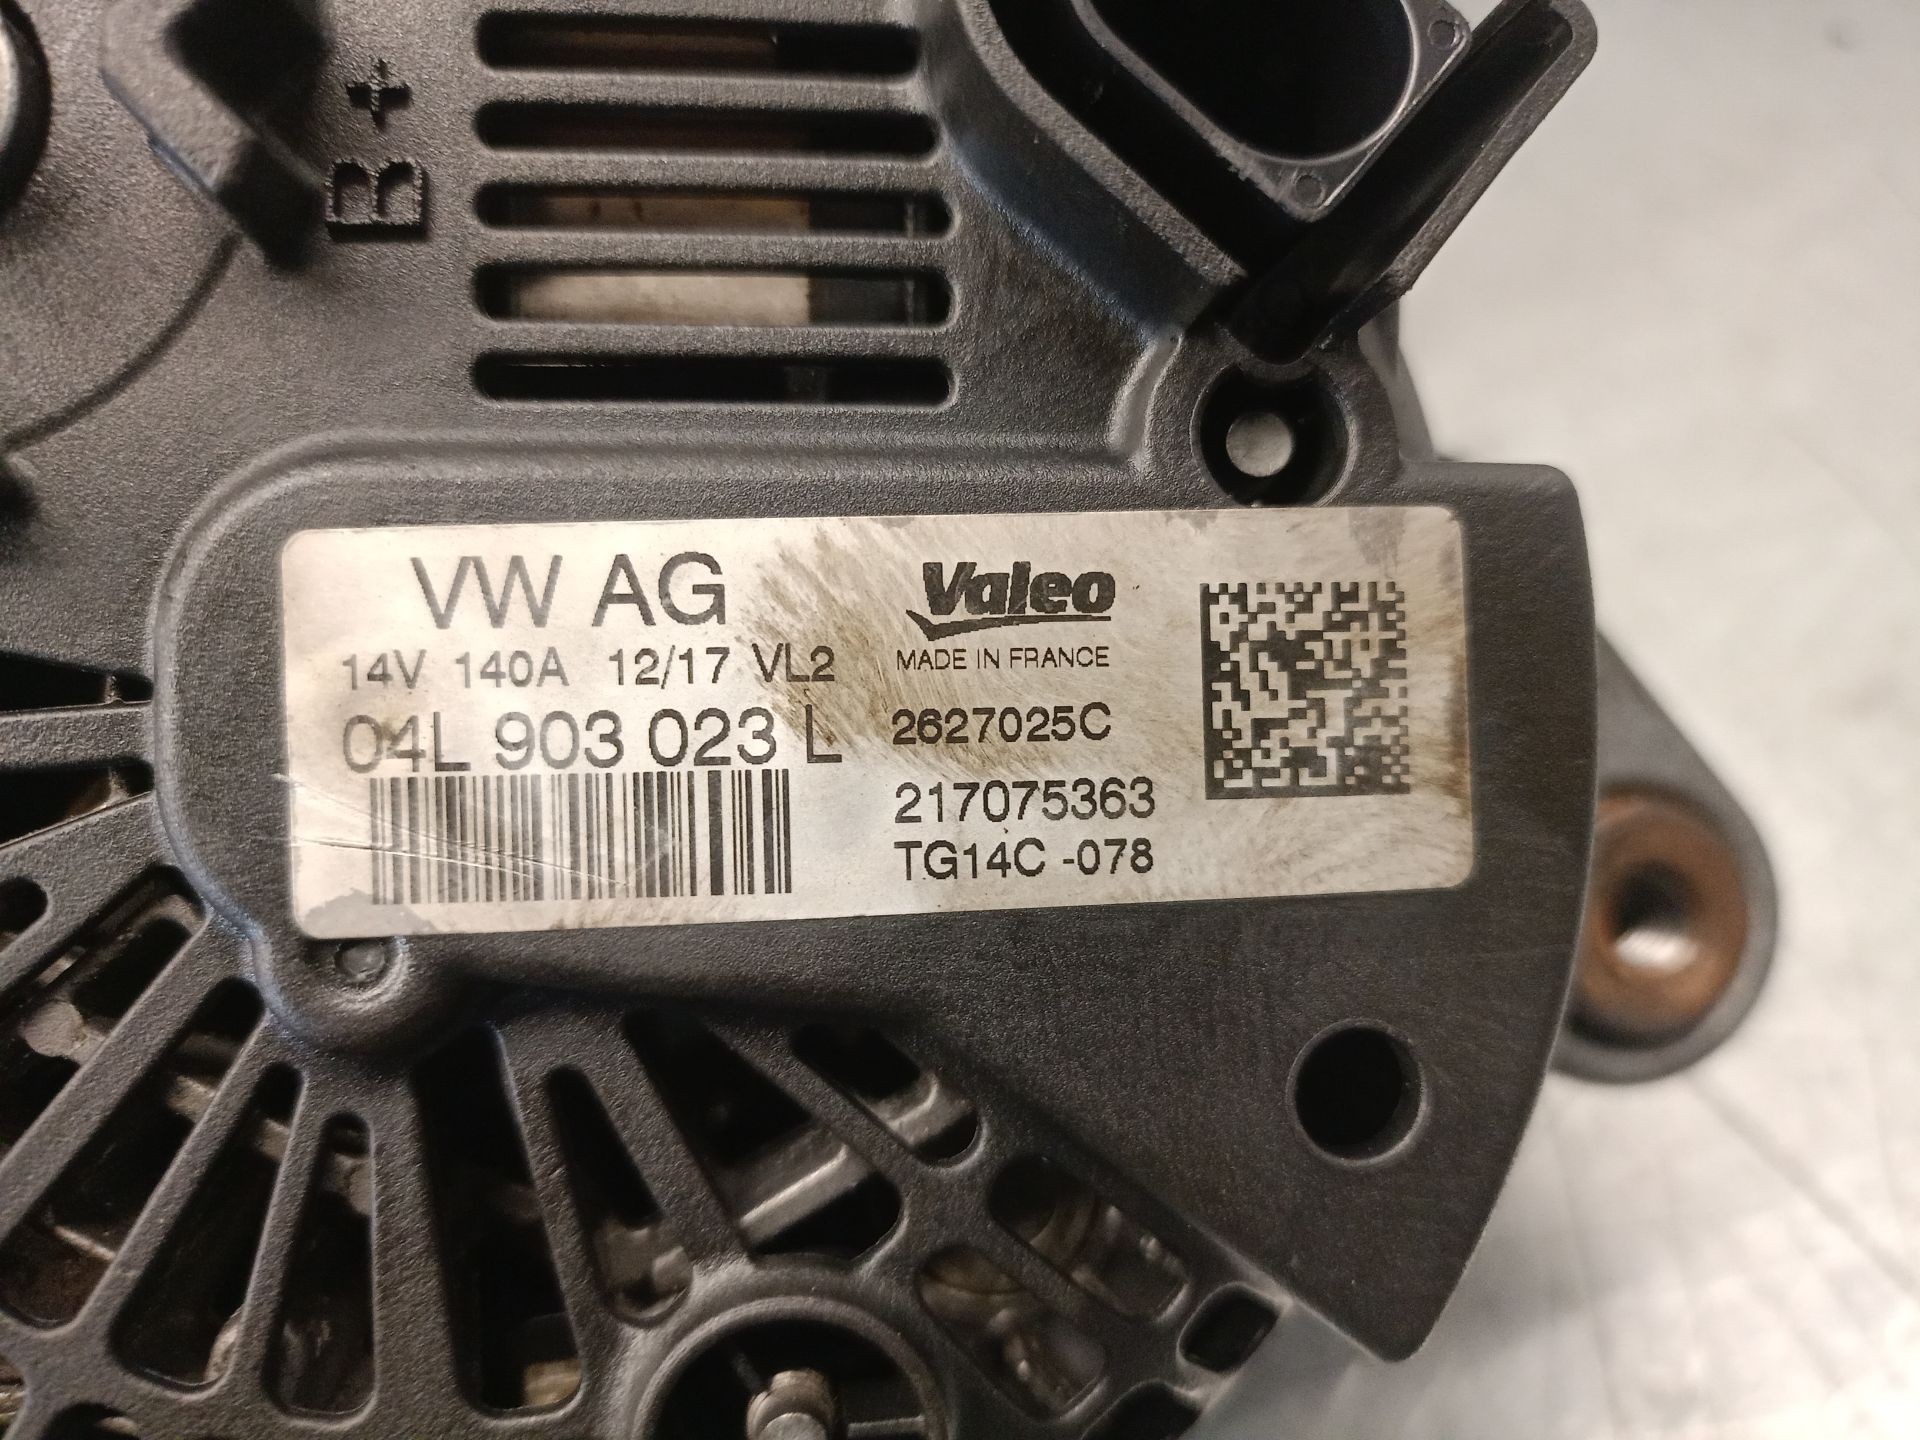 B+
VW AG
14V 140A 12/17 VL2
04L 903 023 L
Valeo
MADE IN FRANCE
2627025C
217075363
TG14C -078